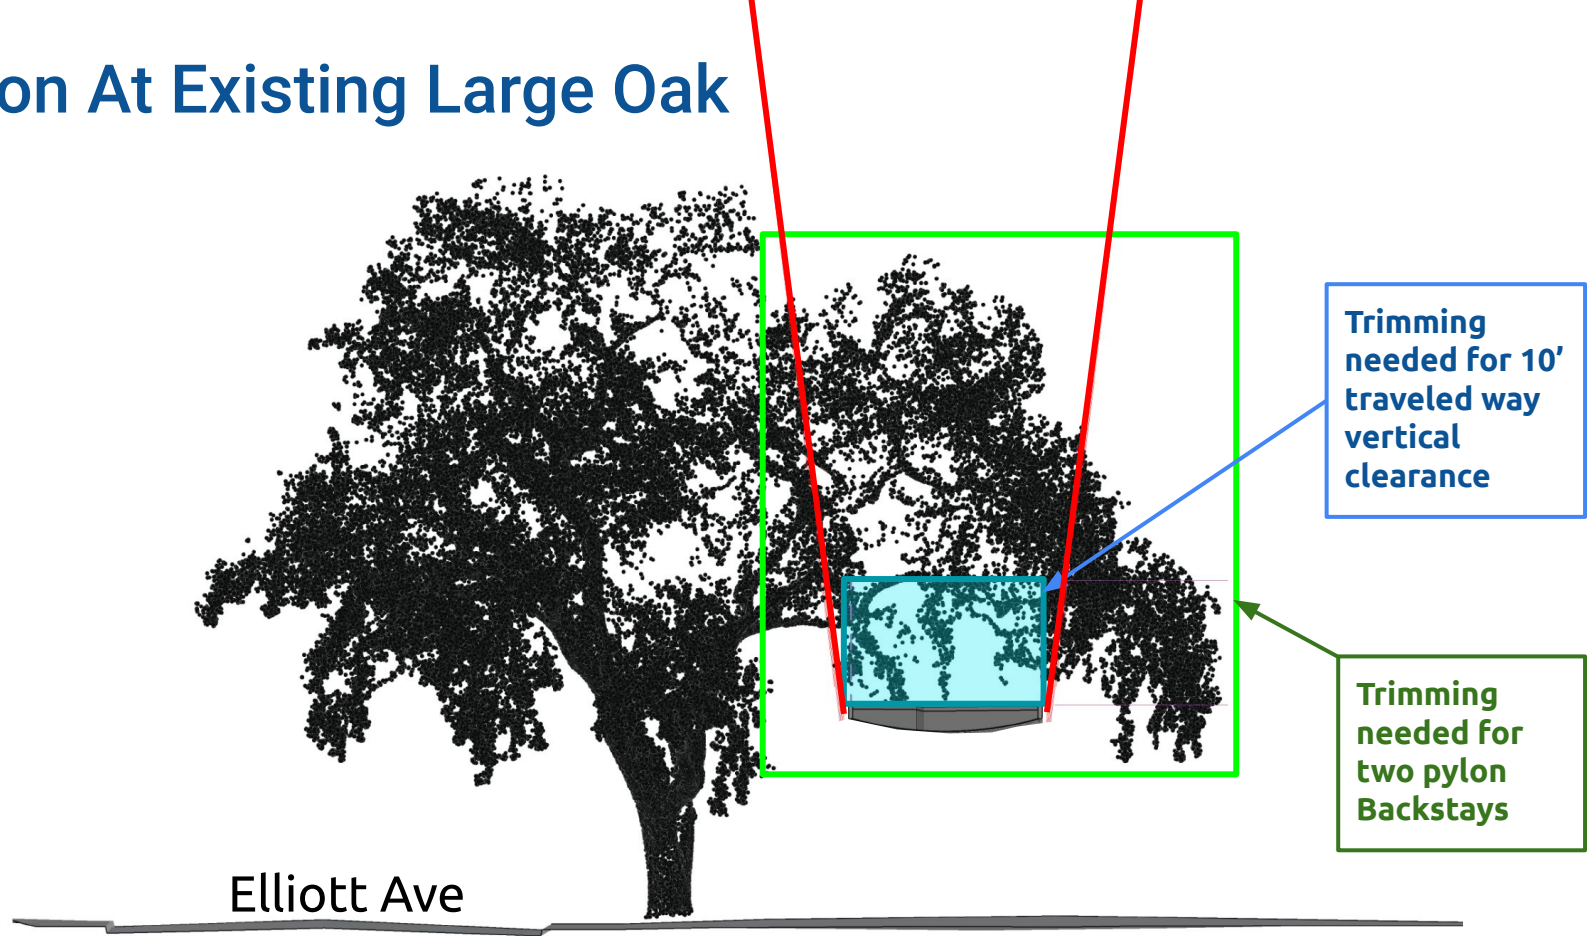 on At Existing Large Oak
Trimming
needed for 10’
traveled way
vertical
clearance
Trimming
needed for
two pylon
Backstays
Elliott Ave